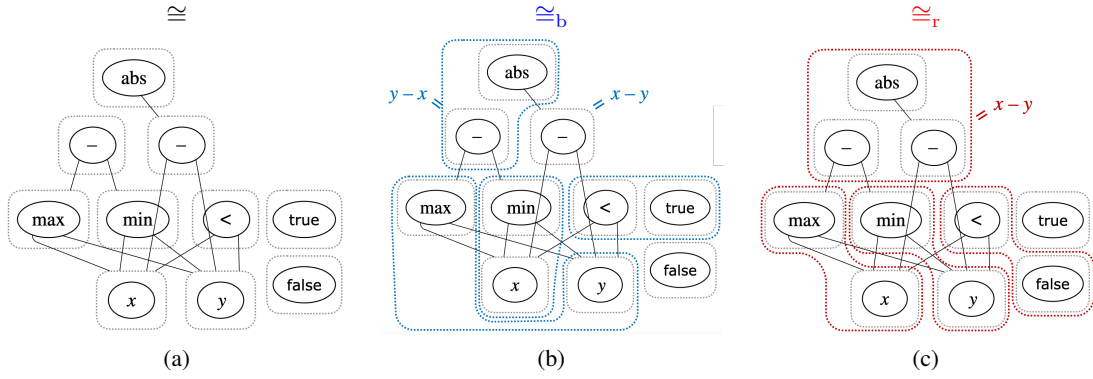 ≅ ≅b ≅r
abs abs abs
y − x x − y x − y
− − − − − −
max min < true max min < true max min < true
x y false x y false x y false
(a) (b) (c)